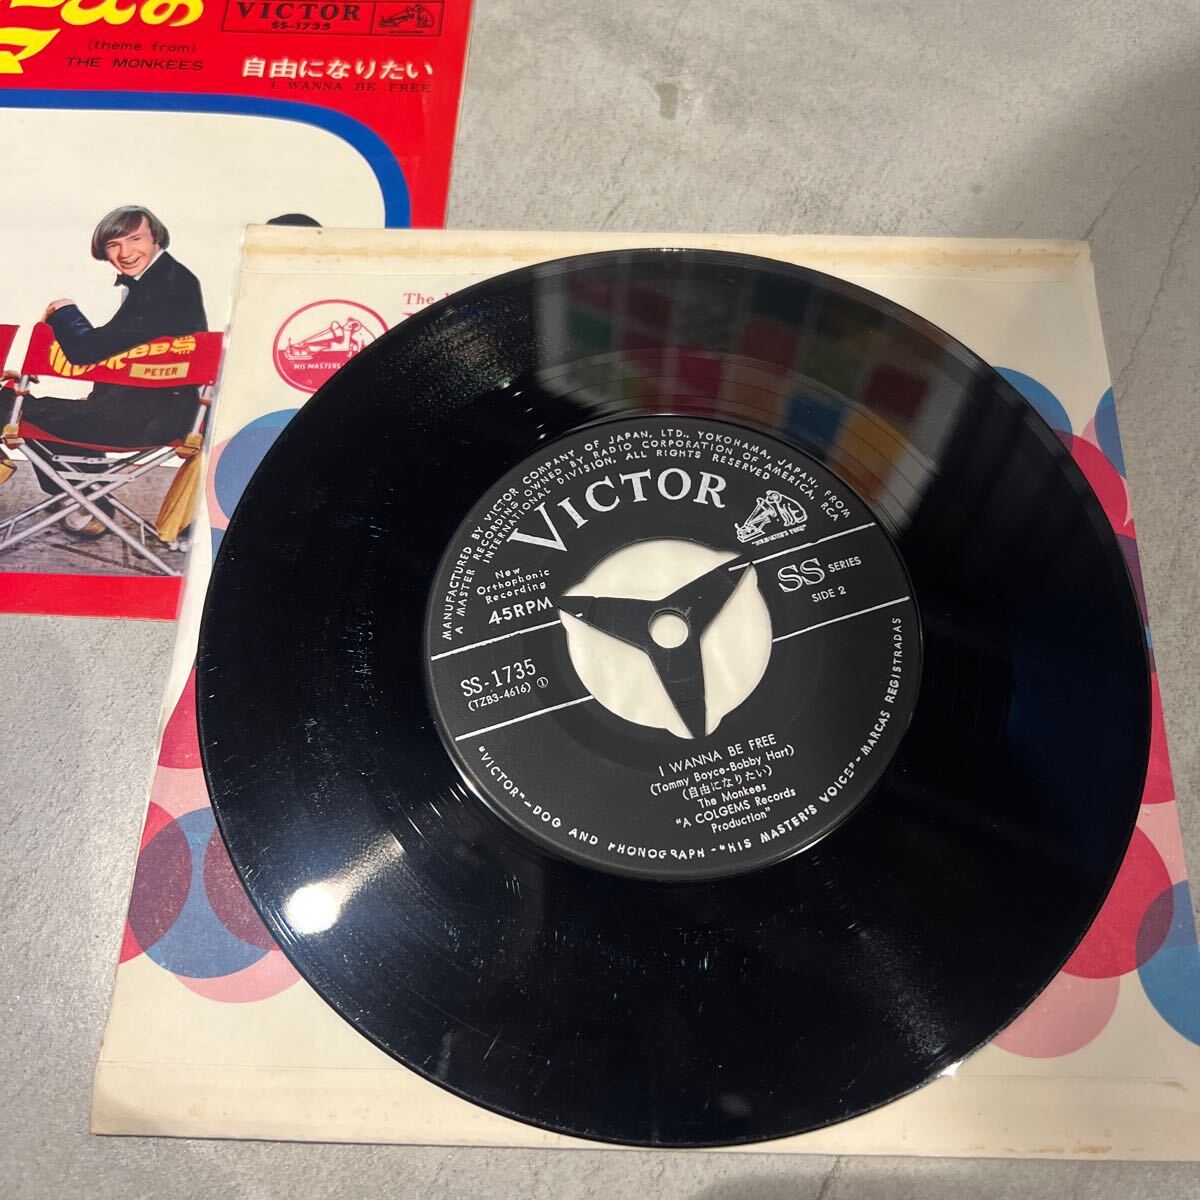 VICTOR
SS-1735
の
(theme from)
THE MONKEES
自由になりたい
I WANNA BE FREE
PETER
The
HIS MASTERS
MANUFACTURED BY VICTOR COMPANY OF JAPAN, LTD., YOKOHAMA, JAPAN, FROM
A MASTER RECORDING OWNED BY RADIO CORPORATION OF AMERICA, RCA
INTERNATIONAL DIVISION, ALL RIGHTS RESERVED
VICTOR
"HIS MASTER'S VOICE"
New
Orthophonic
Recording
45RPM
SS SERIES
SIDE 2
SS-1735
(TZB3-4616) ①
I WANNA BE FREE
(Tommy Boyce-Bobby Hart)
(自由になりたい)
The Monkees
"A COLGEMS Records
Production"
"VICTOR"-DOG AND PHONOGRAPH-"HIS MASTER'S VOICE"-MARCAS REGISTRADAS